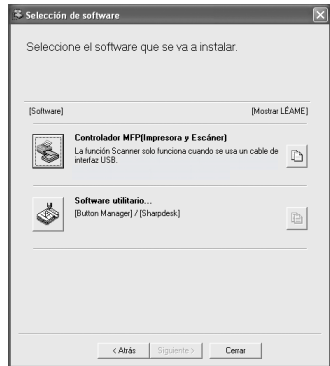 Selección de software
Seleccione el software que se va a instalar.
[Software] [Mostrar LÉAME]
Controlador MFP(Impresora y Escáner)
La función Scanner solo funciona cuando se usa un cable de
interfaz USB.
Software utilitario...
[Button Manager] / [Sharpdesk]
< Atrás Siguiente > Cerrar